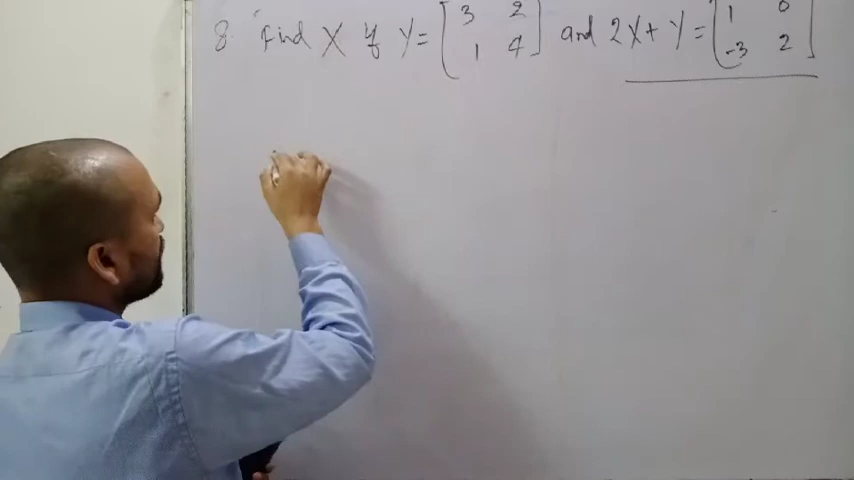 8. Find X if Y = [3 2 and 2X + Y = [1 0
1 4] -3 2]